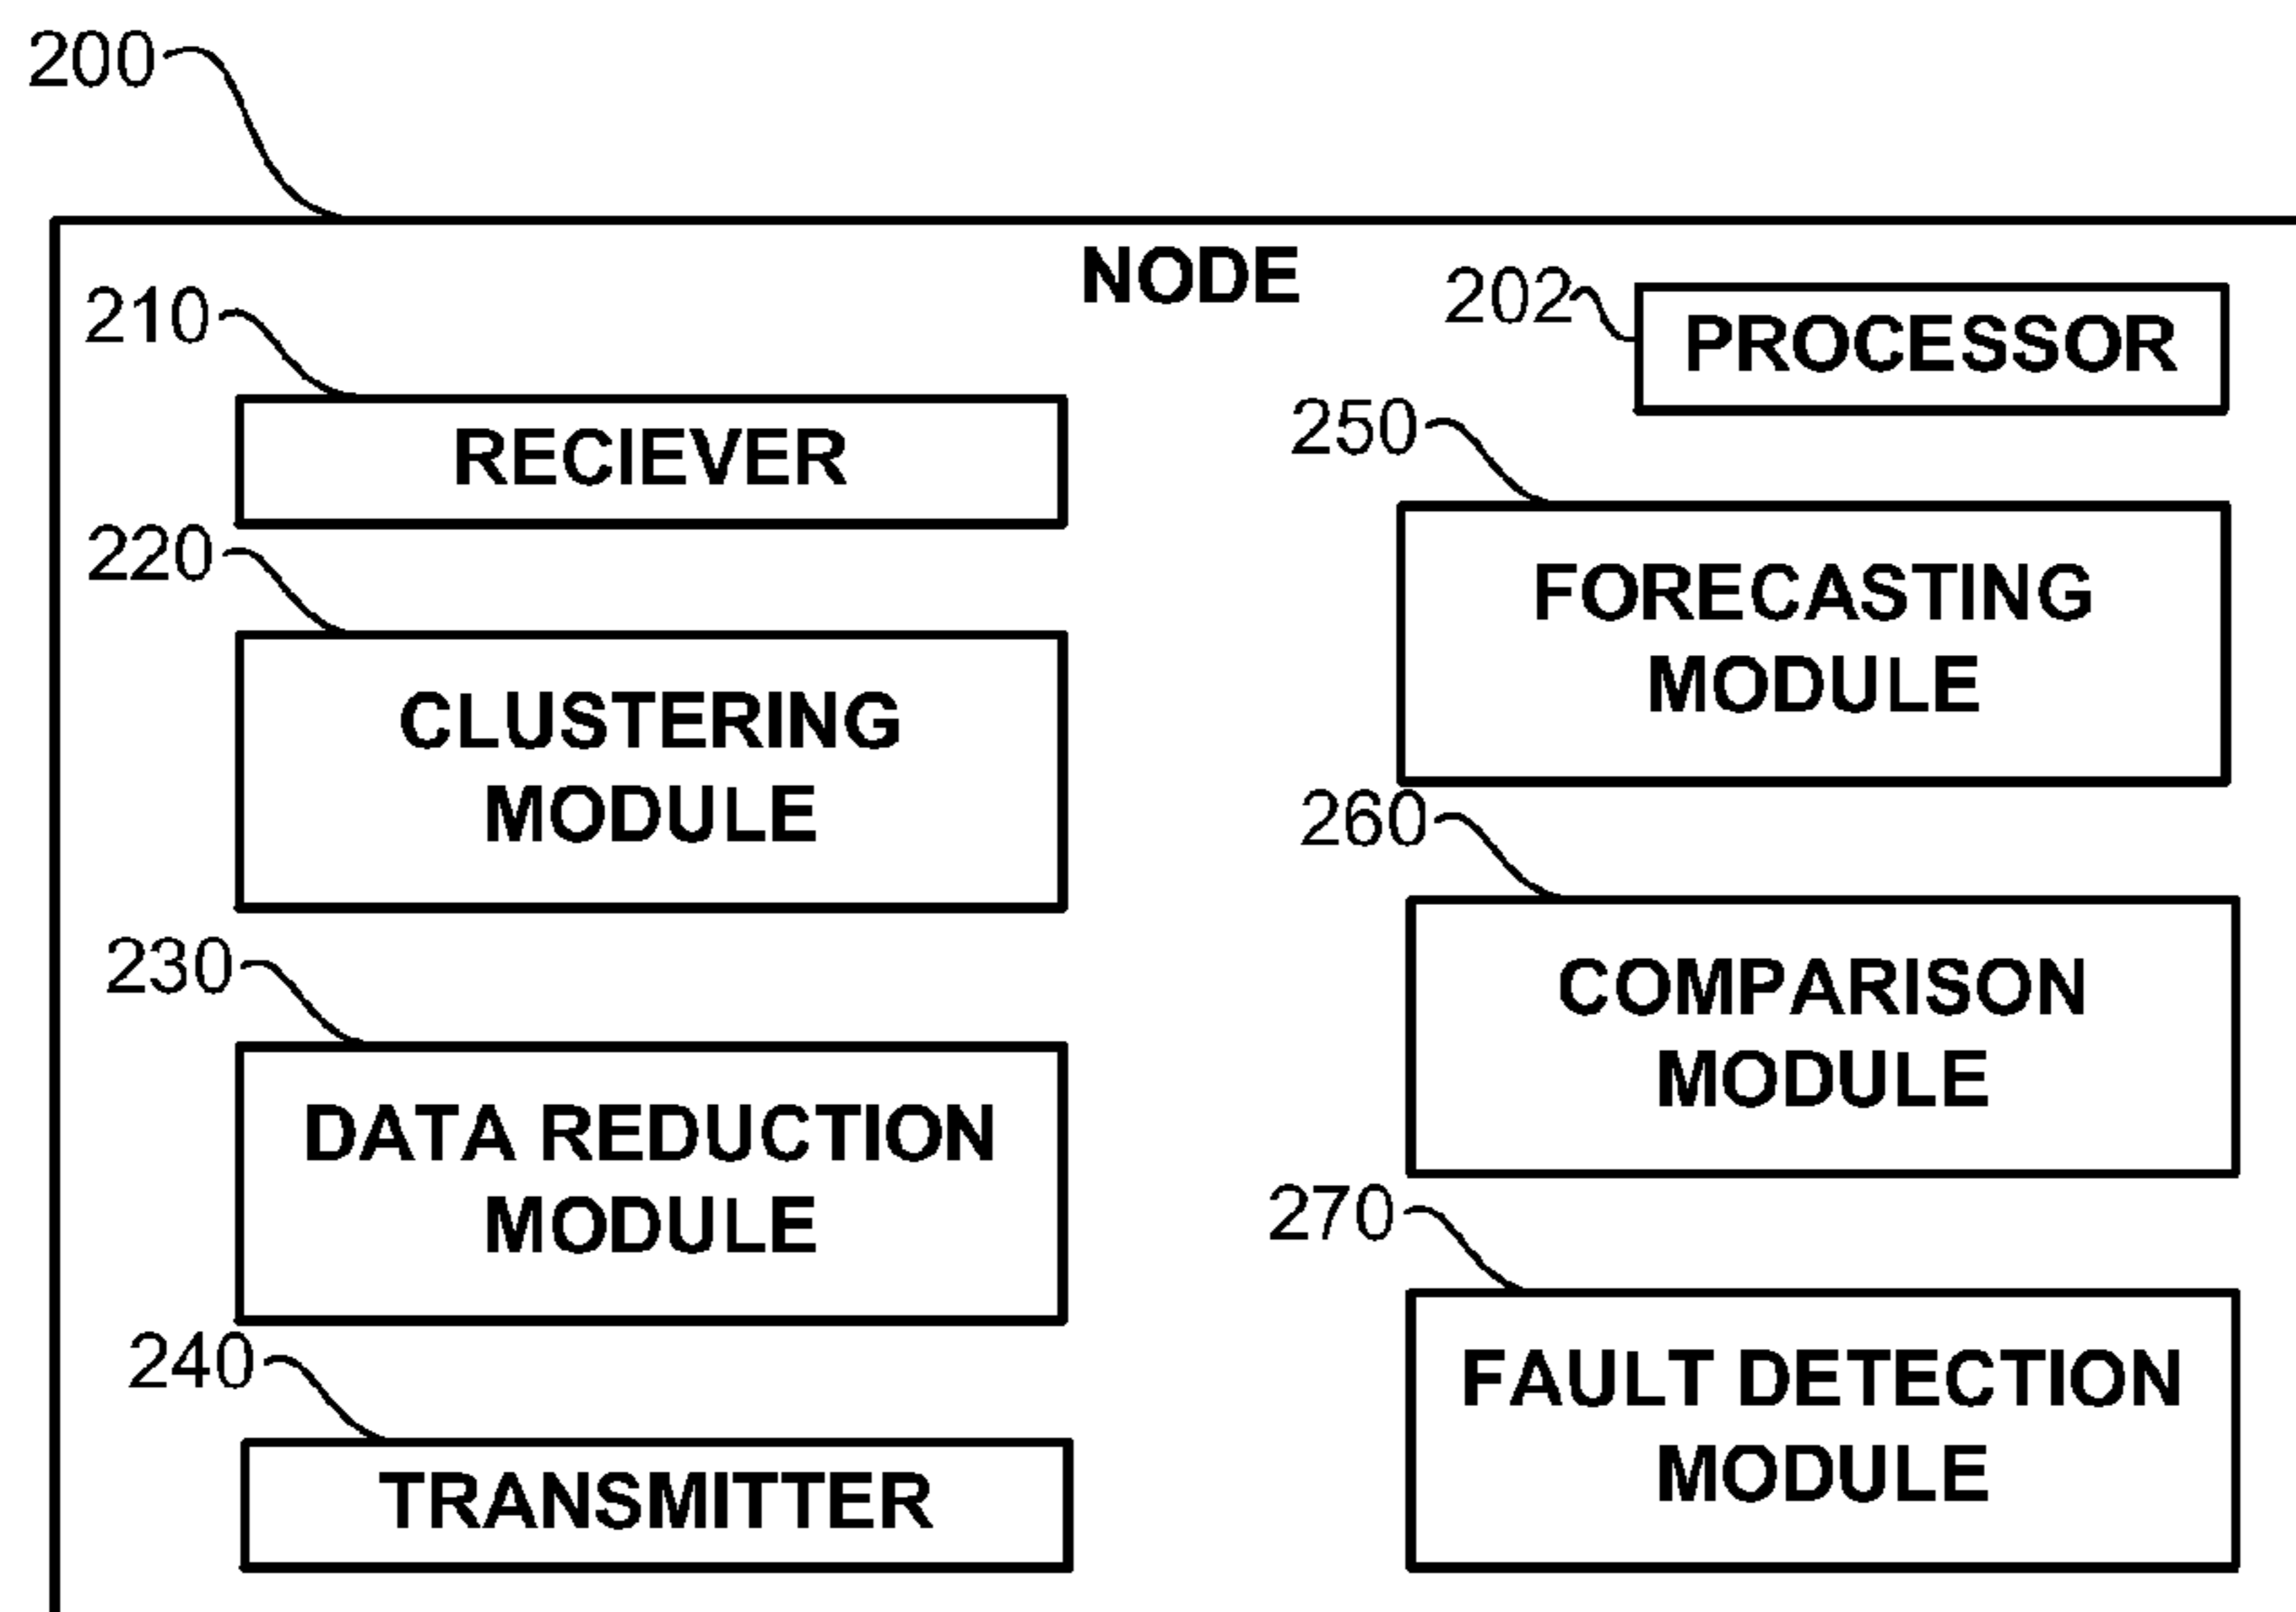 200
NODE
202
PROCESSOR
210
RECIEVER
220
CLUSTERING
MODULE
230
DATA REDUCTION
MODULE
240
TRANSMITTER
250
FORECASTING
MODULE
260
COMPARISON
MODULE
270
FAULT DETECTION
MODULE